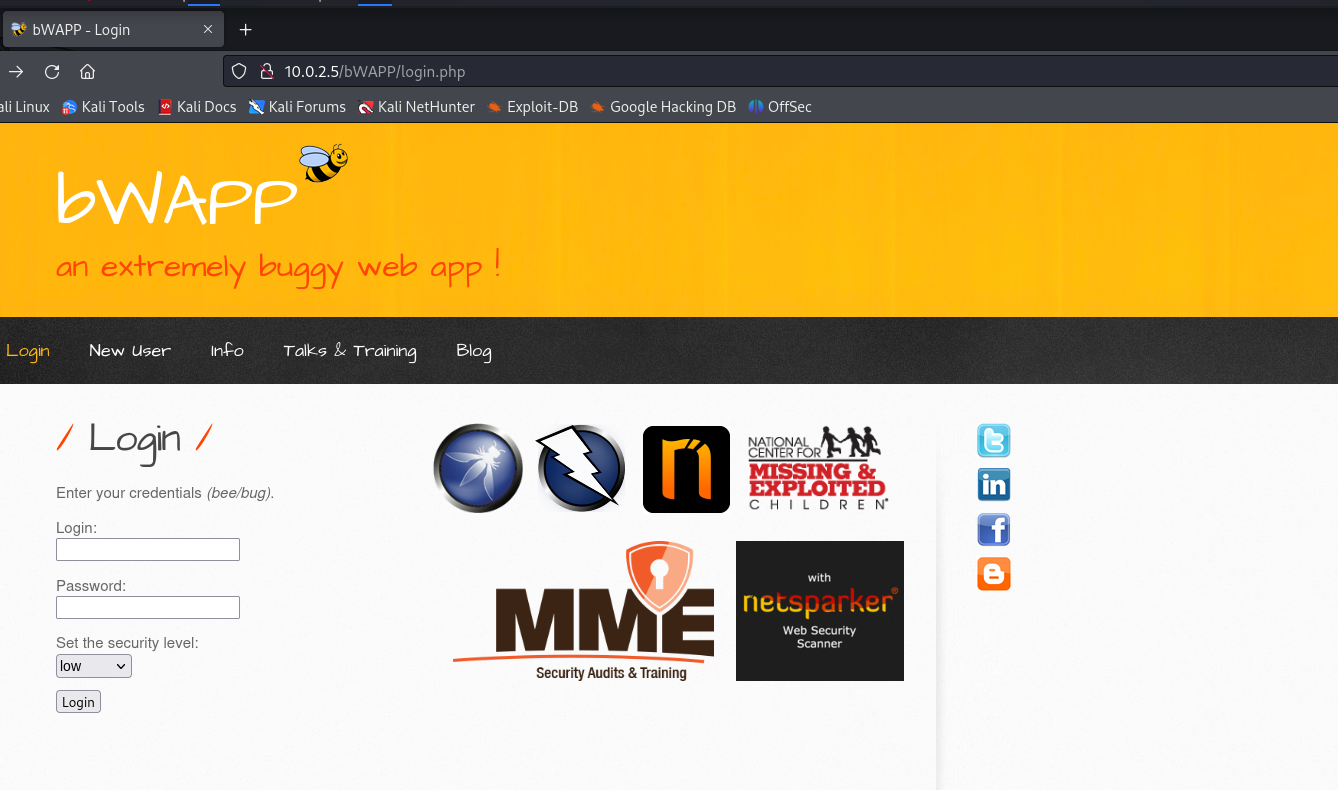 bWAPP - Login
10.0.2.5/bWAPP/login.php
ali Linux Kali Tools Kali Docs Kali Forums Kali NetHunter Exploit-DB Google Hacking DB OffSec
bWAPP
an extremely buggy web app !
Login New User Info Talks & Training Blog
/ Login /
Enter your credentials (bee/bug).
Login:
Password:
Set the security level:
low
Login
NATIONAL
CENTER FOR
MISSING &
EXPLOITED
CHILDREN®
MME
Security Audits & Training
with
netsparker®
Web Security
Scanner